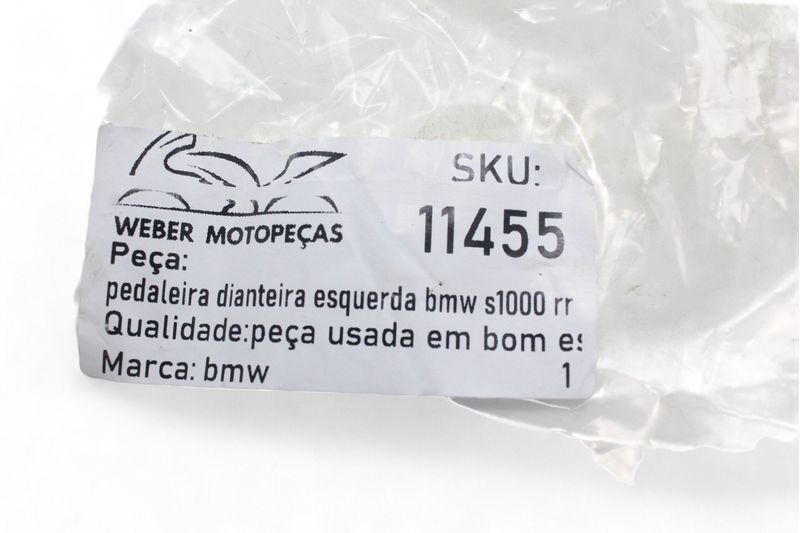 SKU:
WEBER MOTOPEÇAS
11455
Peça:
pedaleira dianteira esquerda bmw s1000 rr
Qualidade:peça usada em bom es
Marca: bmw
1